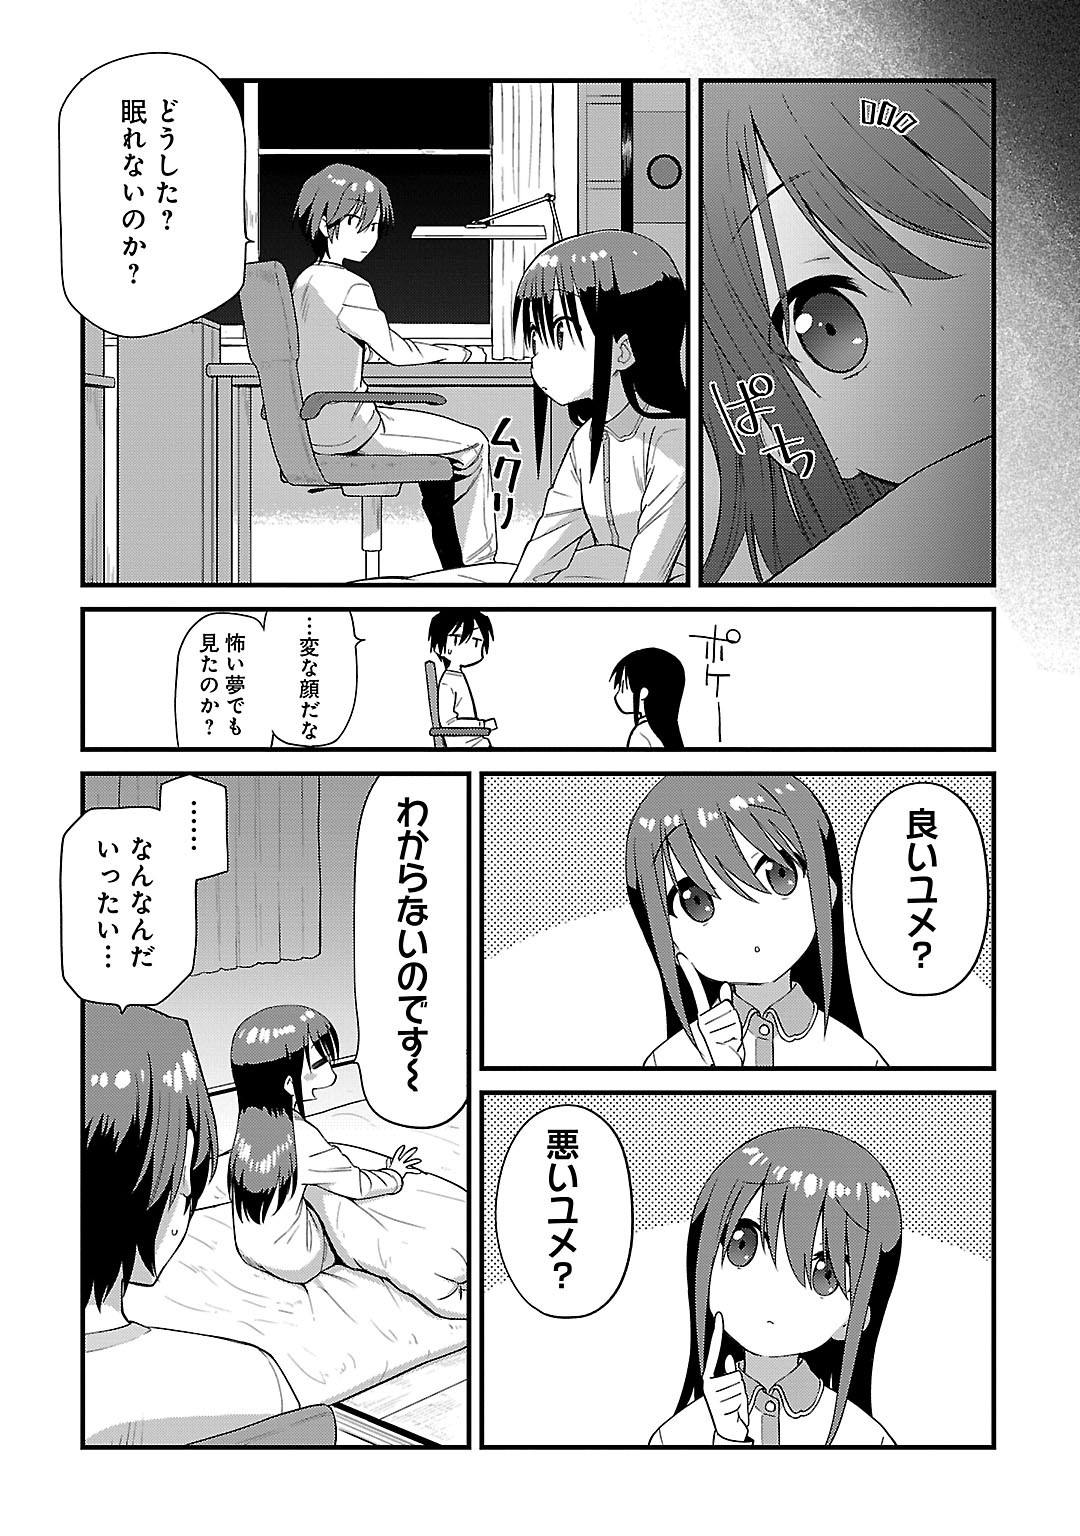 ぱち
どうした?
眠れないのか?
ムクリ
ポケー
…変な顔だな
怖い夢でも
見たのか?
良いユメ?
悪いユメ?
わからないのです〜
……
なんなんだ
いったい…